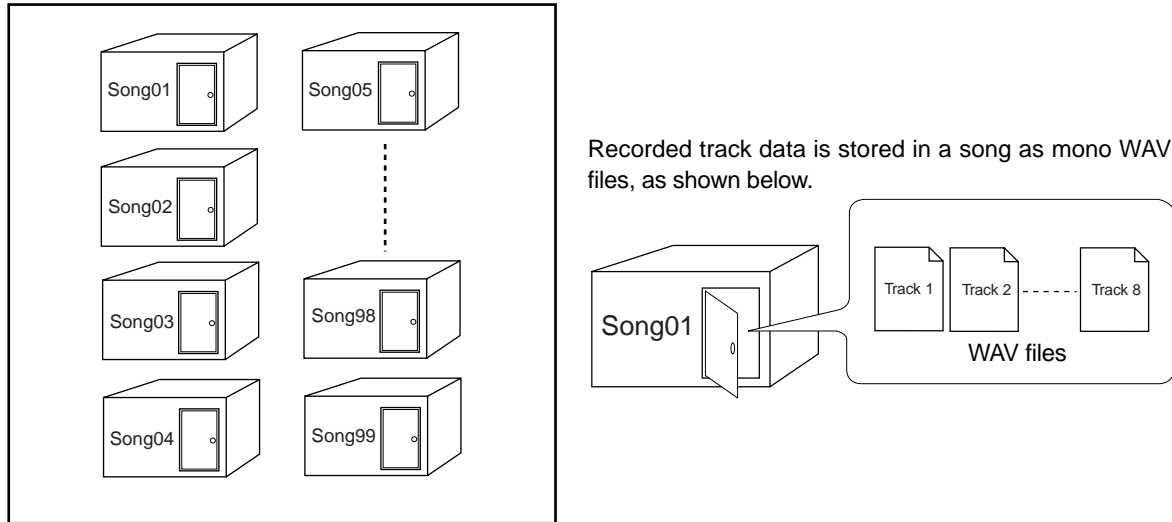 Song01
Song05
Song02
Song03
Song98
Song04
Song99
Recorded track data is stored in a song as mono WAV
files, as shown below.
Song01
Track 1
Track 2
Track 8
WAV files